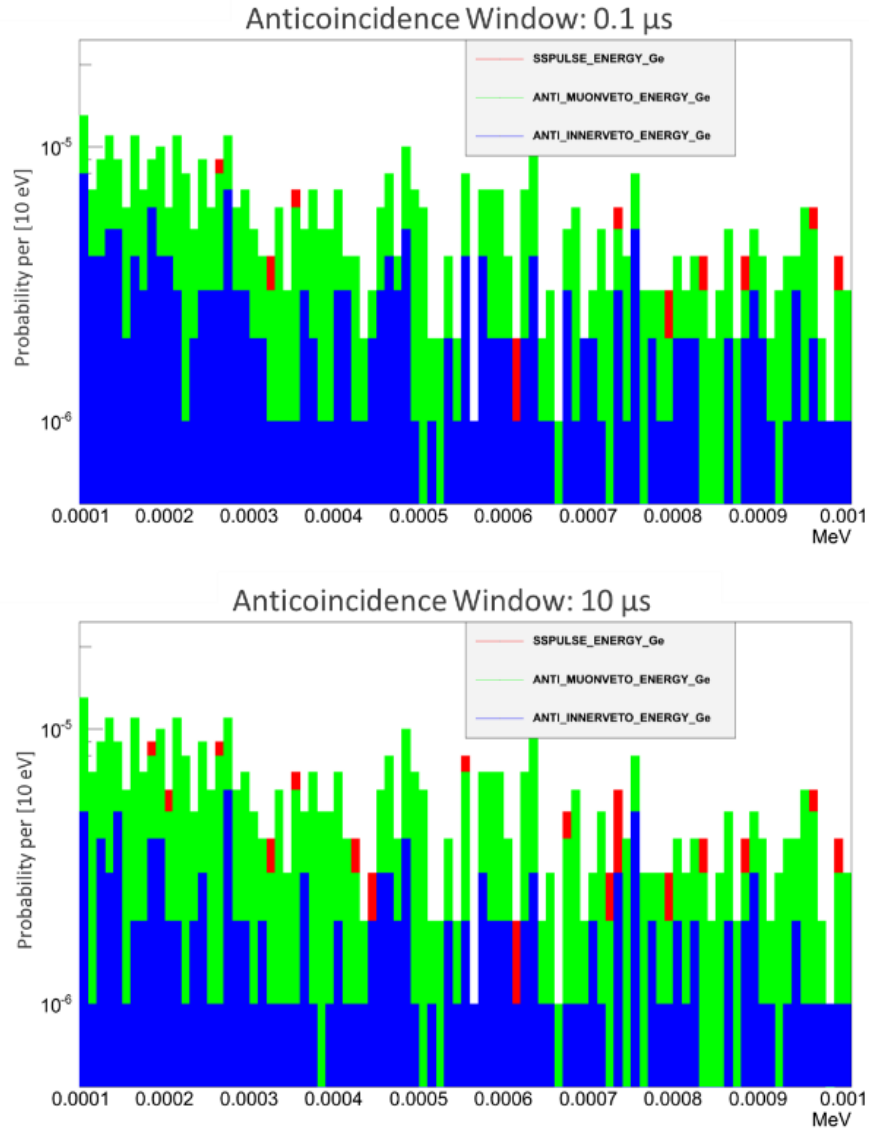 Anticoincidence Window: 0.1 μs
SSPULSE_ENERGY_Ge
ANTI_MUONVETO_ENERGY_Ge
ANTI_INNERVETO_ENERGY_Ge
Probability per [10 eV]
10-5
10-6
0.0001 0.0002 0.0003 0.0004 0.0005 0.0006 0.0007 0.0008 0.0009 0.001
MeV
Anticoincidence Window: 10 μs
SSPULSE_ENERGY_Ge
ANTI_MUONVETO_ENERGY_Ge
ANTI_INNERVETO_ENERGY_Ge
Probability per [10 eV]
10-5
10-6
0.0001 0.0002 0.0003 0.0004 0.0005 0.0006 0.0007 0.0008 0.0009 0.001
MeV